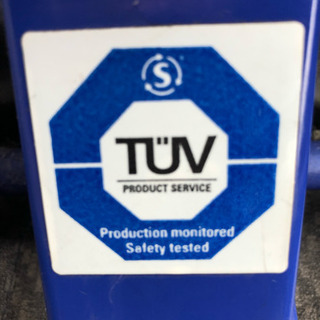 S
TÜV
PRODUCT SERVICE
Production monitored
Safety tested